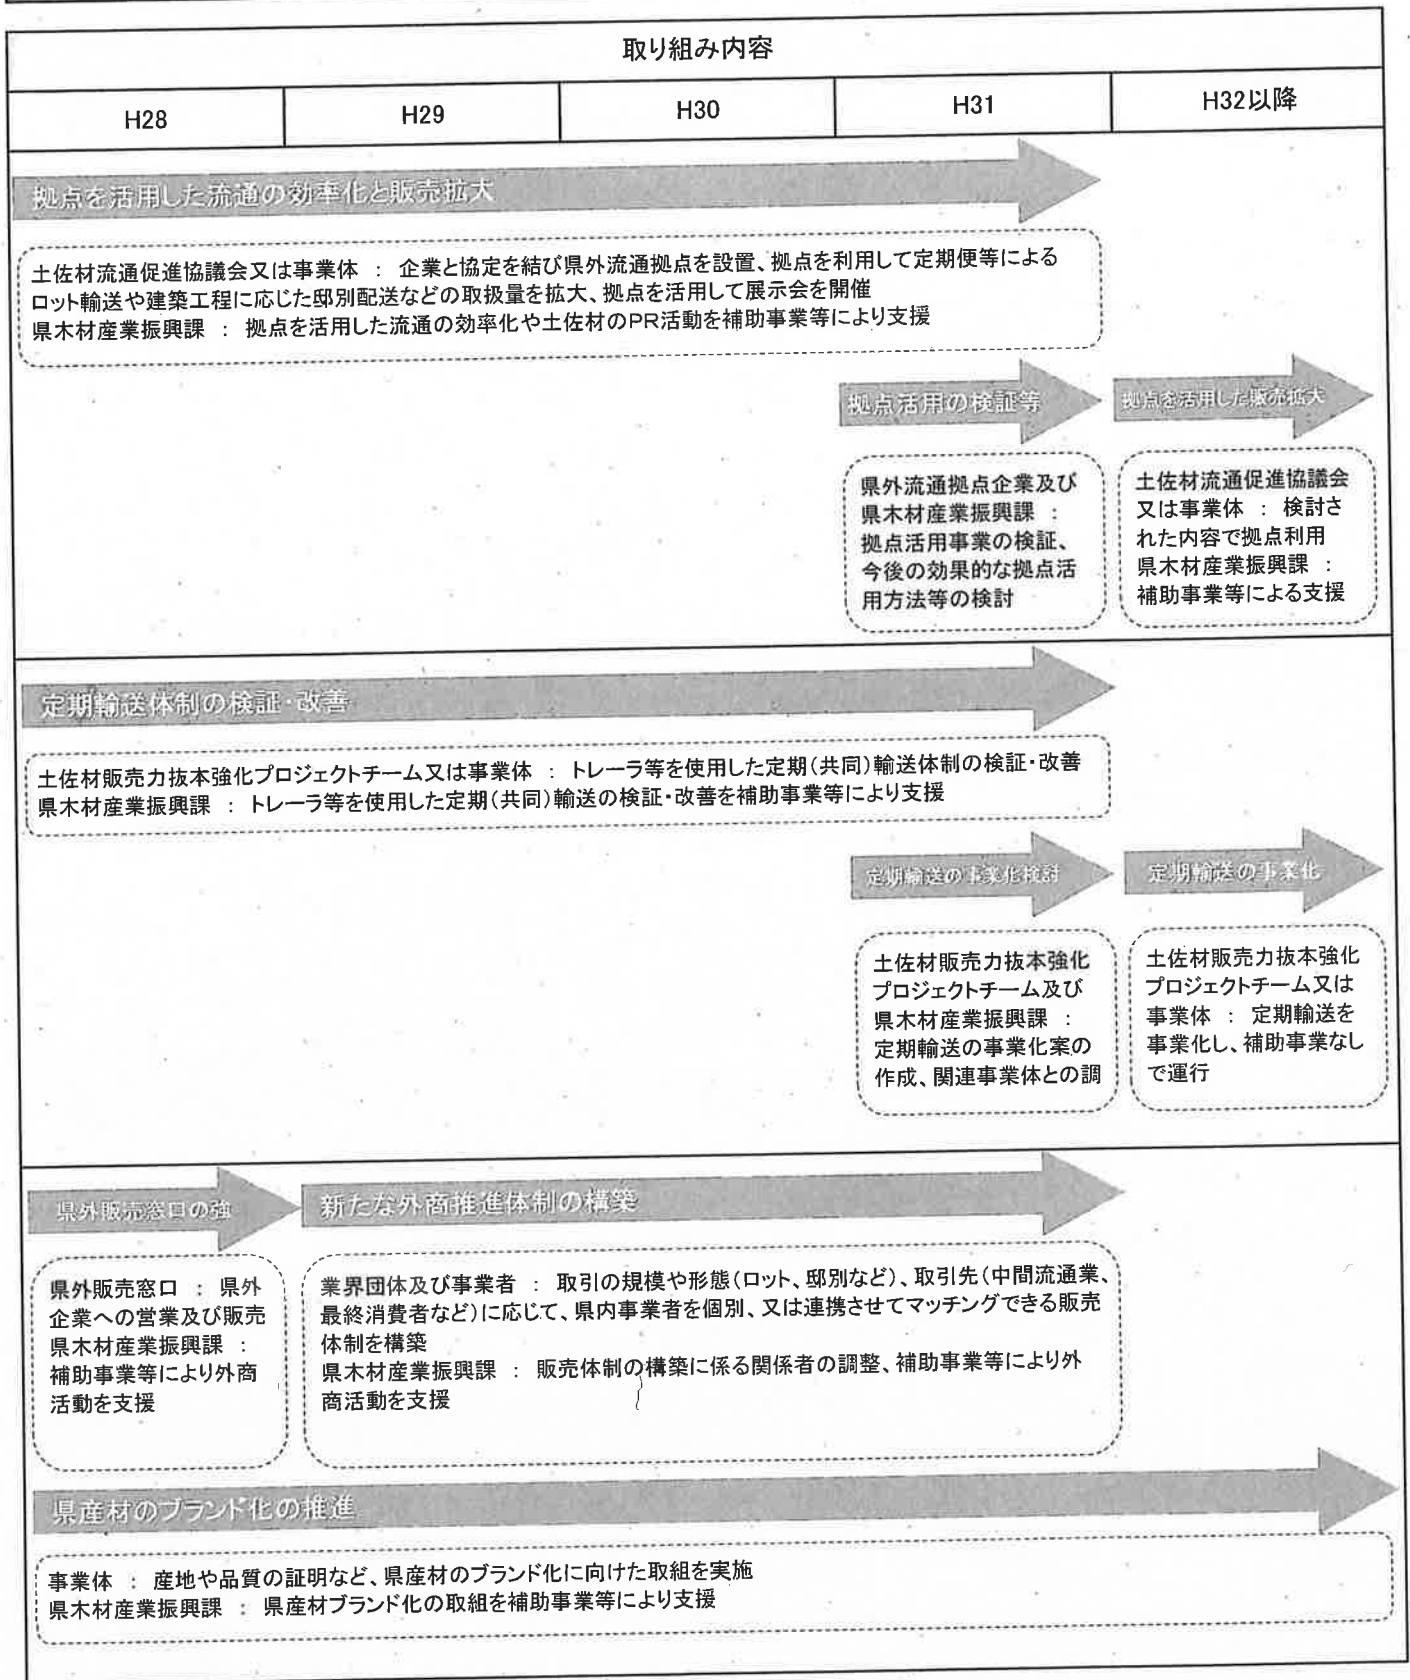 取り組み内容
H28
H29
H30
H31
H32以降
拠点を活用した流通の効率化と販売拡大
土佐材流通促進協議会又は事業体 : 企業と協定を結び県外流通拠点を設置、拠点を利用して定期便等による
ロット輸送や建築工程に応じた邸別配送などの取扱量を拡大、拠点を活用して展示会を開催
県木材産業振興課 : 拠点を活用した流通の効率化や土佐材のPR活動を補助事業等により支援
拠点活用の検証等
拠点を活用した販売拡大
県外流通拠点企業及び
県木材産業振興課 :
拠点活用事業の検証、
今後の効果的な拠点活
用方法等の検討
土佐材流通促進協議会
又は事業体 : 検討さ
れた内容で拠点利用
県木材産業振興課 :
補助事業等による支援
定期輸送体制の検証・改善
土佐材販売力抜本強化プロジェクトチーム又は事業体 : トレーラ等を使用した定期(共同)輸送体制の検証・改善
県木材産業振興課 : トレーラ等を使用した定期(共同)輸送の検証・改善を補助事業等により支援
定期輸送の事業化検討
定期輸送の事業化
土佐材販売力抜本強化
プロジェクトチーム及び
県木材産業振興課 :
定期輸送の事業化案の
作成、関連事業体との調
土佐材販売力抜本強化
プロジェクトチーム又は
事業体 : 定期輸送を
事業化し、補助事業なし
で運行
県外販売窓口の強
新たな外商推進体制の構築
県外販売窓口 : 県外
企業への営業及び販売
県木材産業振興課 :
補助事業等により外商
活動を支援
業界団体及び事業者 : 取引の規模や形態(ロット、邸別など)、取引先(中間流通業、
最終消費者など)に応じて、県内事業者を個別、又は連携させてマッチングできる販売
体制を構築
県木材産業振興課 : 販売体制の構築に係る関係者の調整、補助事業等により外
商活動を支援
県産材のブランド化の推進
事業体 : 産地や品質の証明など、県産材のブランド化に向けた取組を実施
県木材産業振興課 : 県産材ブランド化の取組を補助事業等により支援